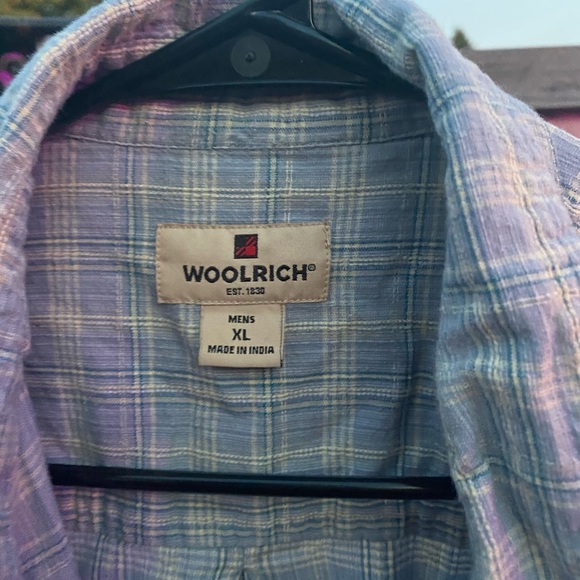 WOOLRICH®
EST. 1830
MENS
XL
MADE IN INDIA